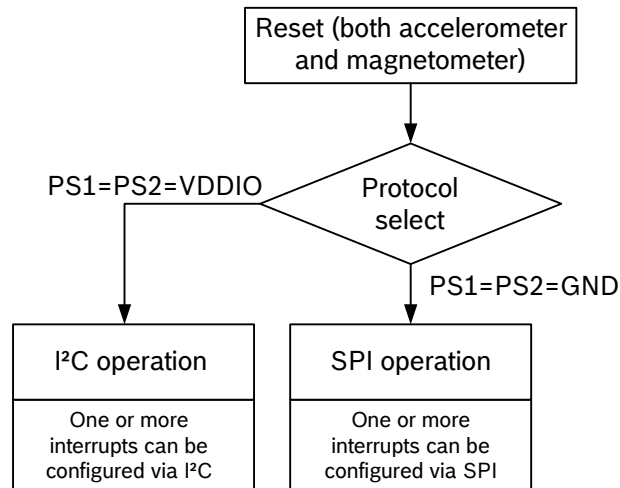 Reset (both accelerometer
and magnetometer)
PS1=PS2=VDDIO
Protocol
select
PS1=PS2=GND
I²C operation
One or more
interrupts can be
configured via I²C
SPI operation
One or more
interrupts can be
configured via SPI